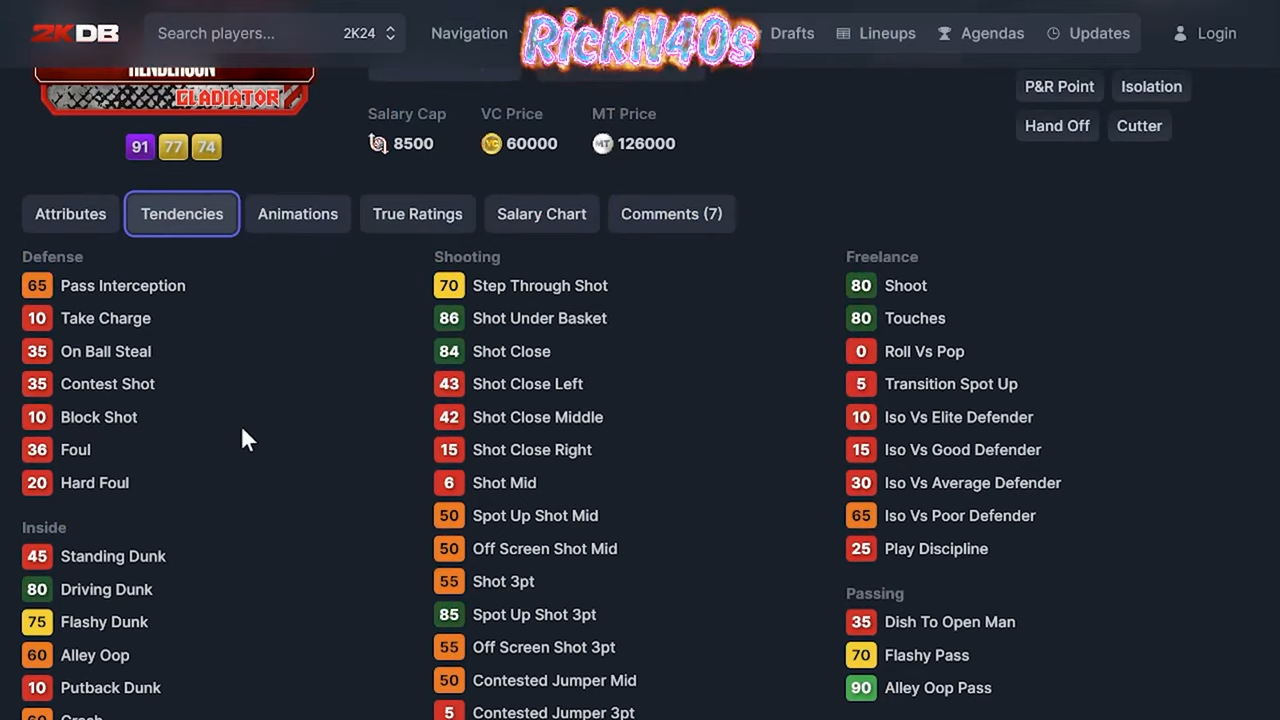 2KDB Search players... 2K24 Navigation RickN40s Drafts Lineups Agendas Updates Login
HENDERSON
GLADIATOR
91 77 74
Salary Cap VC Price MT Price
8500 60000 126000
P&R Point Isolation
Hand Off Cutter
Attributes Tendencies Animations True Ratings Salary Chart Comments (7)
Defense
65 Pass Interception
10 Take Charge
35 On Ball Steal
35 Contest Shot
10 Block Shot
36 Foul
20 Hard Foul
Inside
45 Standing Dunk
80 Driving Dunk
75 Flashy Dunk
60 Alley Oop
10 Putback Dunk
60 Crash
Shooting
70 Step Through Shot
86 Shot Under Basket
84 Shot Close
43 Shot Close Left
42 Shot Close Middle
15 Shot Close Right
6 Shot Mid
50 Spot Up Shot Mid
50 Off Screen Shot Mid
55 Shot 3pt
85 Spot Up Shot 3pt
55 Off Screen Shot 3pt
50 Contested Jumper Mid
5 Contested Jumper 3pt
Freelance
80 Shoot
80 Touches
0 Roll Vs Pop
5 Transition Spot Up
10 Iso Vs Elite Defender
15 Iso Vs Good Defender
30 Iso Vs Average Defender
65 Iso Vs Poor Defender
25 Play Discipline
Passing
35 Dish To Open Man
70 Flashy Pass
90 Alley Oop Pass